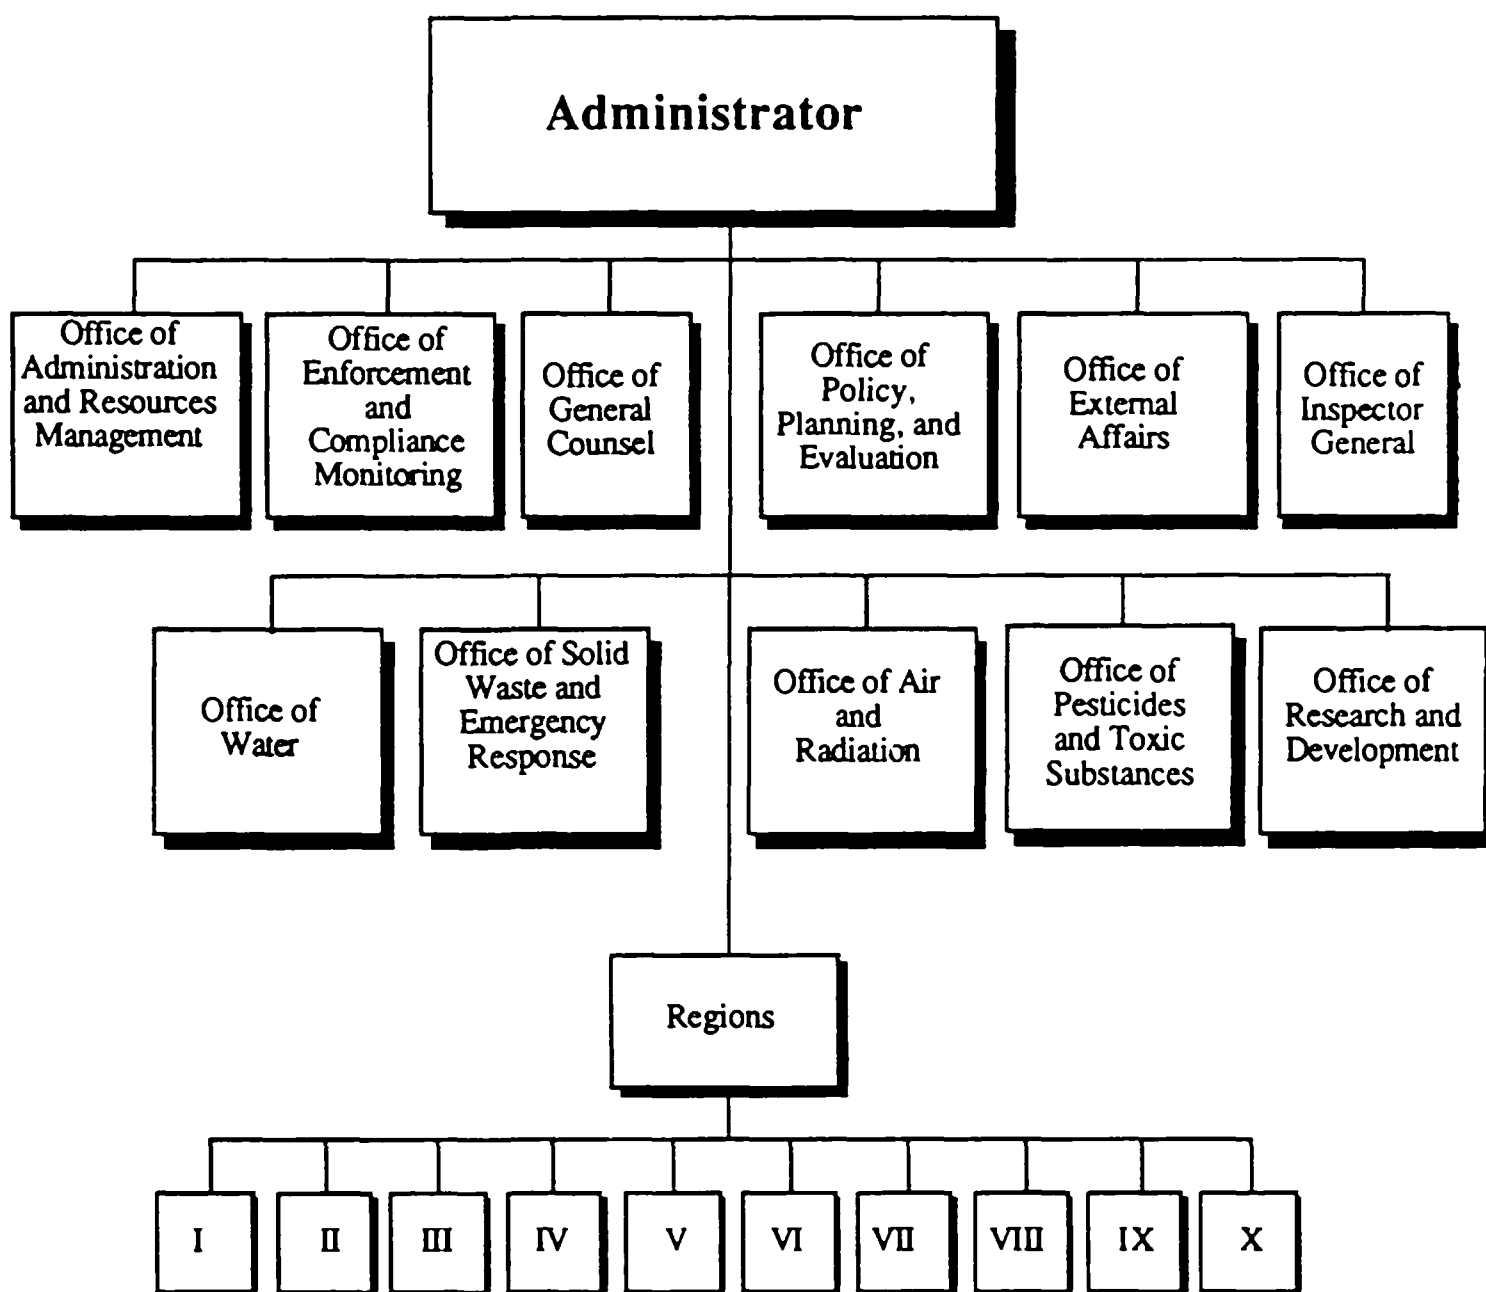 Administrator
Office of
Administration
and Resources
Management
Office of
Enforcement
and
Compliance
Monitoring
Office of
General
Counsel
Office of
Policy,
Planning, and
Evaluation
Office of
External
Affairs
Office of
Inspector
General
Office of
Water
Office of Solid
Waste and
Emergency
Response
Office of Air
and
Radiation
Office of
Pesticides
and Toxic
Substances
Office of
Research and
Development
Regions
I
II
III
IV
V
VI
VII
VIII
IX
X